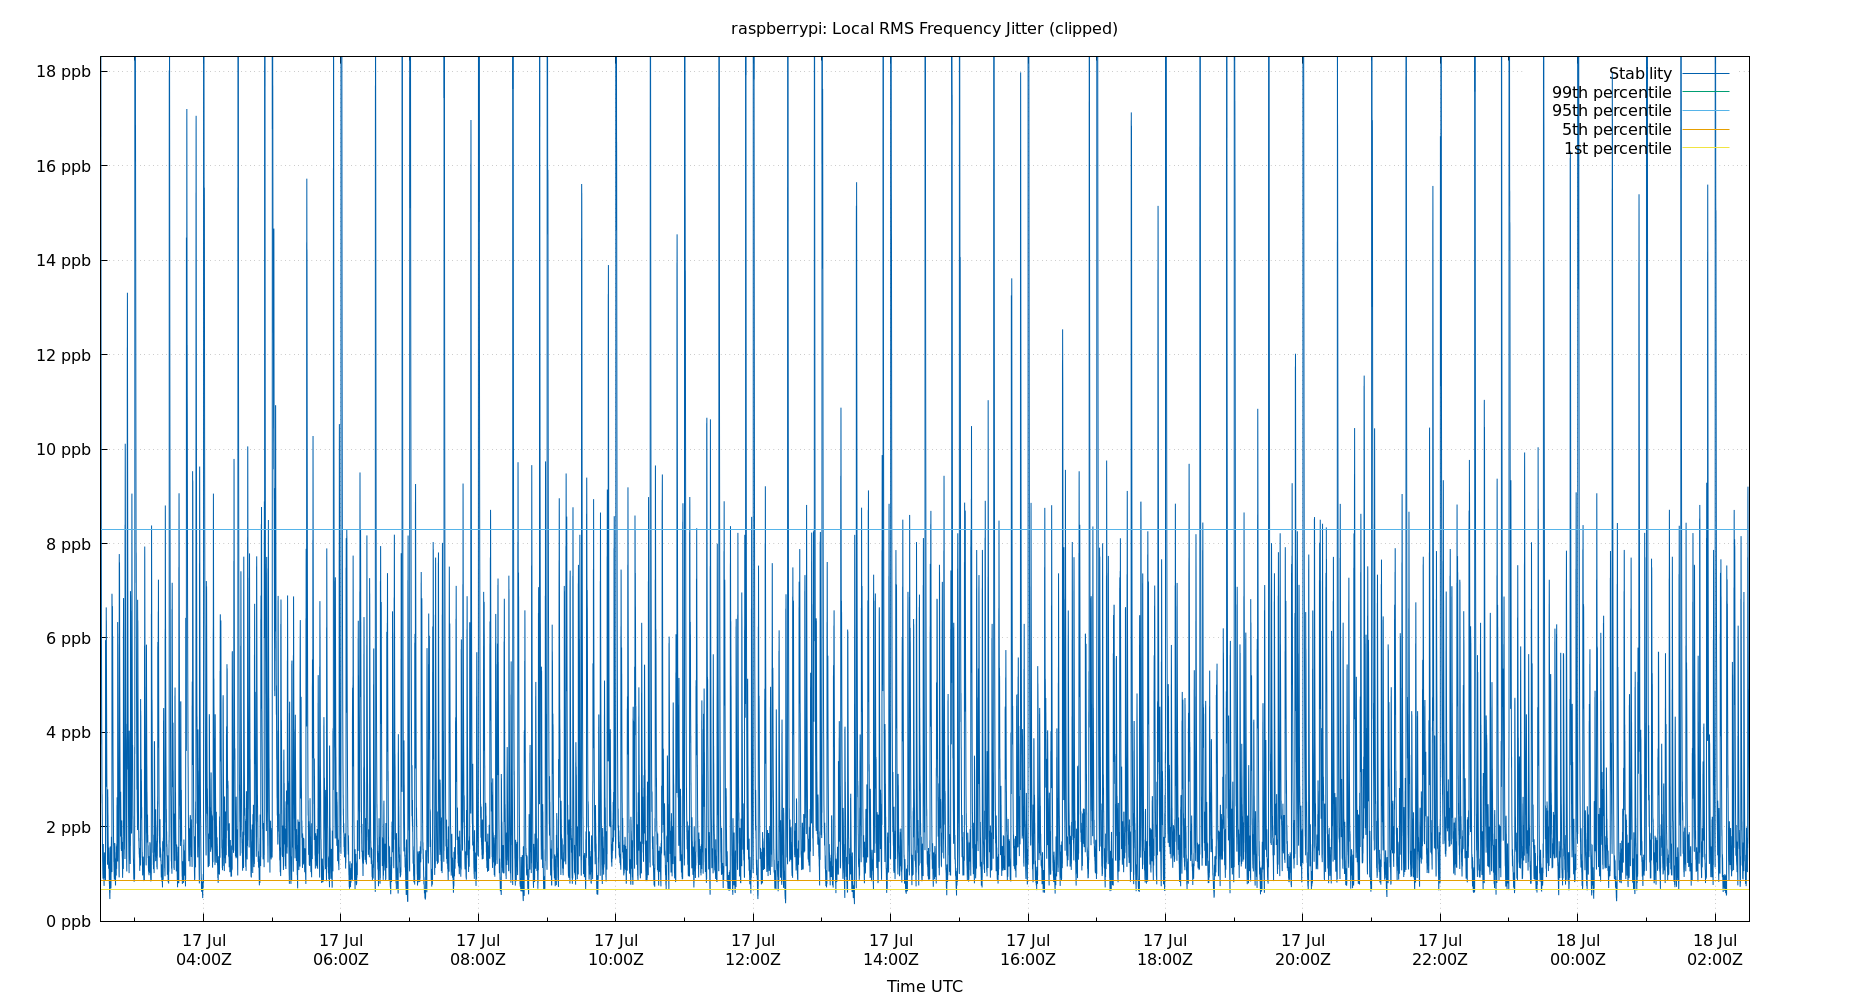 raspberrypi: Local RMS Frequency Jitter (clipped)
18 ppb
16 ppb
14 ppb
12 ppb
10 ppb
8 ppb
6 ppb
4 ppb
2 ppb
0 ppb
Stability
99th percentile
95th percentile
5th percentile
1st percentile
17 Jul 17 Jul 17 Jul 17 Jul 17 Jul 17 Jul 17 Jul 17 Jul 17 Jul 17 Jul 18 Jul 18 Jul
04:00Z 06:00Z 08:00Z 10:00Z 12:00Z 14:00Z 16:00Z 18:00Z 20:00Z 22:00Z 00:00Z 02:00Z
Time UTC